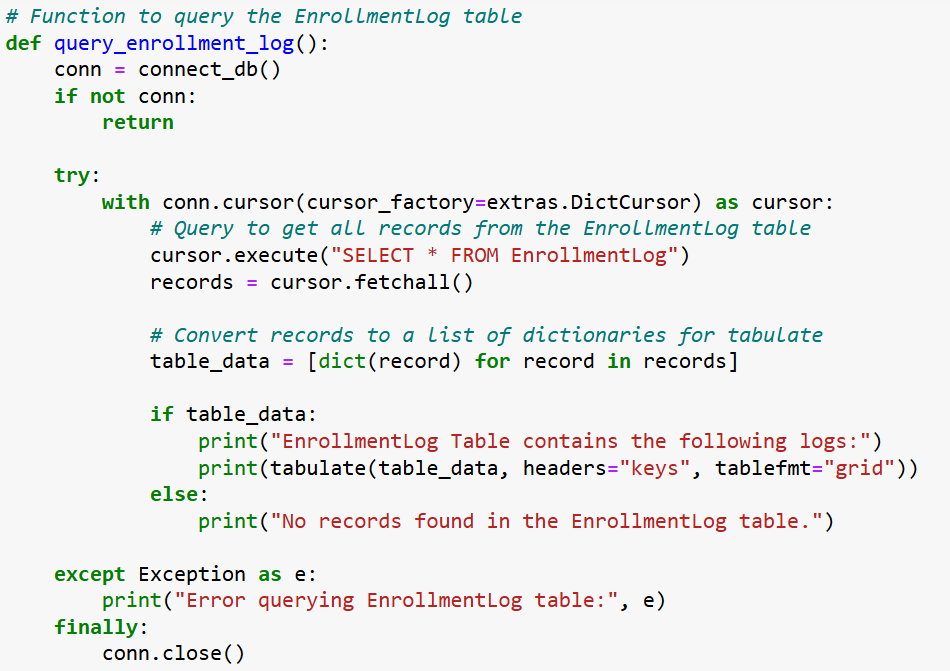 # Function to query the EnrollmentLog table
def query_enrollment_log():
    conn = connect_db()
    if not conn:
        return

    try:
        with conn.cursor(cursor_factory=extras.DictCursor) as cursor:
            # Query to get all records from the EnrollmentLog table
            cursor.execute("SELECT * FROM EnrollmentLog")
            records = cursor.fetchall()

            # Convert records to a list of dictionaries for tabulate
            table_data = [dict(record) for record in records]

            if table_data:
                print("EnrollmentLog Table contains the following logs:")
                print(tabulate(table_data, headers="keys", tablefmt="grid"))
            else:
                print("No records found in the EnrollmentLog table.")

    except Exception as e:
        print("Error querying EnrollmentLog table:", e)
    finally:
        conn.close()